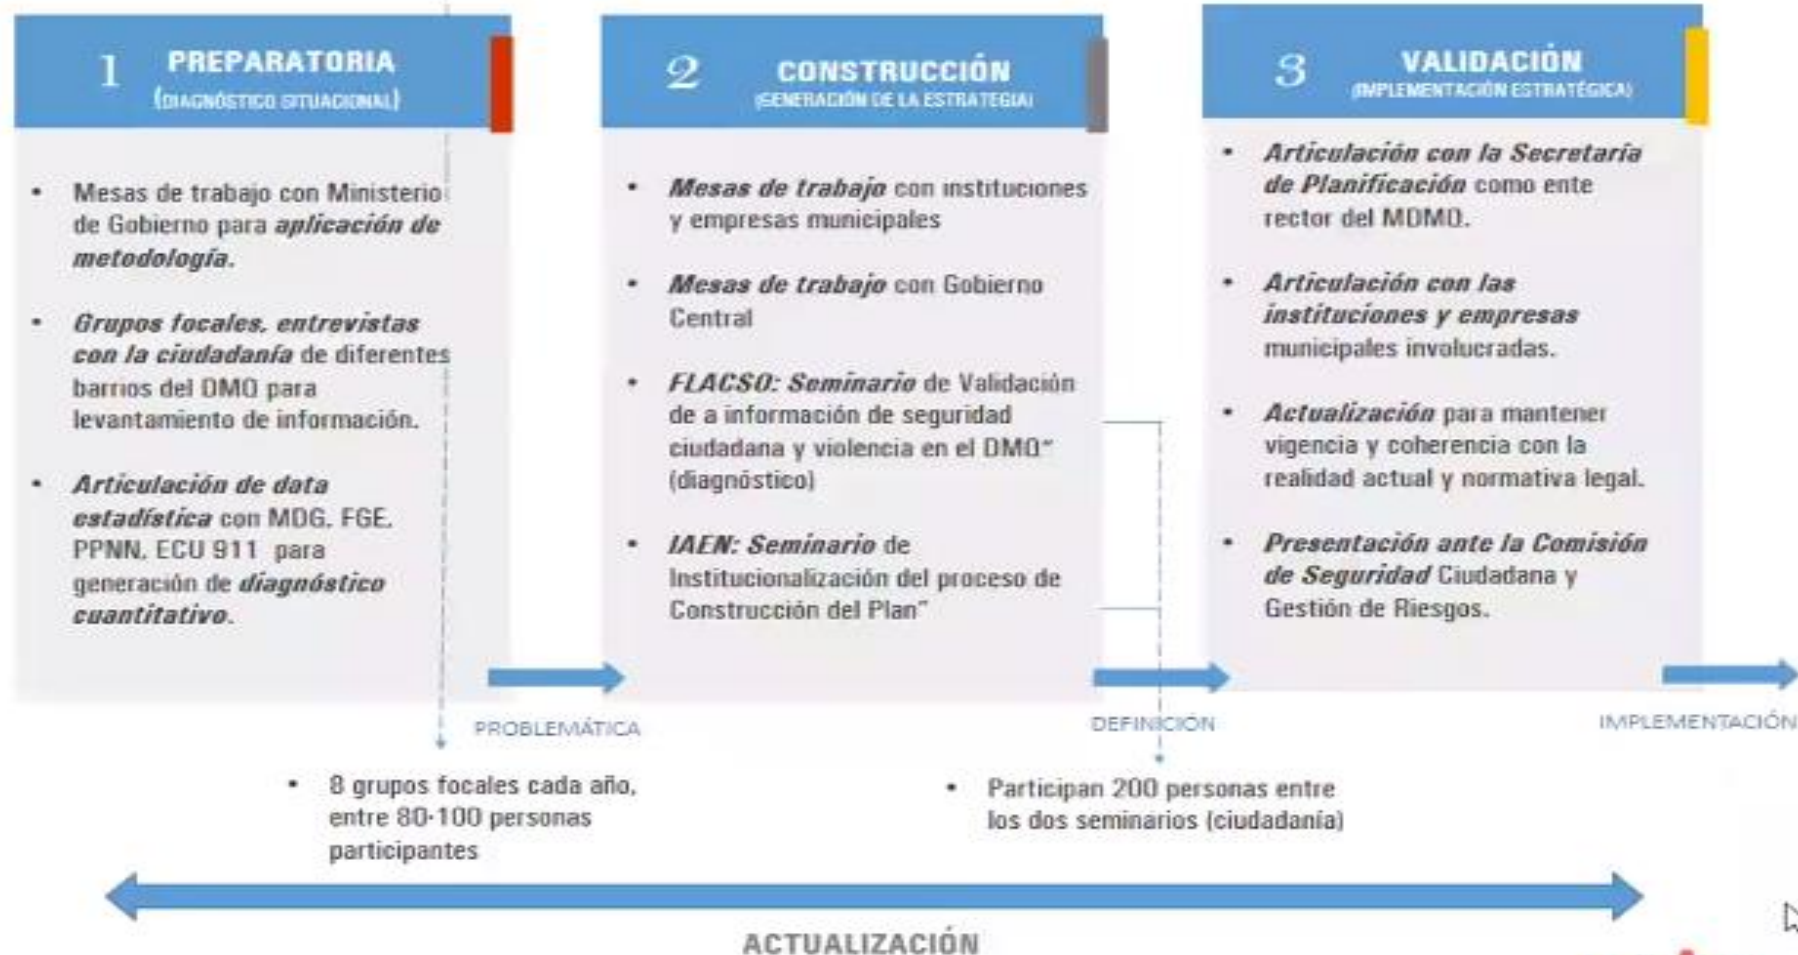 1 PREPARATORIA
(DIAGNÓSTICO SITUACIONAL)
• Mesas de trabajo con Ministerio
de Gobierno para aplicación de
metodología.
• Grupos focales, entrevistas
con la ciudadanía de diferentes
barrios del DMQ para
levantamiento de información.
• Articulación de data
estadística con MDG, FGE,
PPNN, ECU 911 para
generación de diagnóstico
cuantitativo.
PROBLEMÁTICA
• 8 grupos focales cada año,
entre 80-100 personas
participantes
2 CONSTRUCCIÓN
(GENERACIÓN DE LA ESTRATEGIA)
• Mesas de trabajo con instituciones
y empresas municipales
• Mesas de trabajo con Gobierno
Central
• FLACSO: Seminario de Validación
de a información de seguridad
ciudadana y violencia en el DMQ"
(diagnóstico)
• IAEN: Seminario de
Institucionalización del proceso de
Construcción del Plan"
DEFINICIÓN
• Participan 200 personas entre
los dos seminarios (ciudadanía)
3 VALIDACIÓN
(IMPLEMENTACIÓN ESTRATÉGICA)
• Articulación con la Secretaría
de Planificación como ente
rector del MDMQ.
• Articulación con las
instituciones y empresas
municipales involucradas.
• Actualización para mantener
vigencia y coherencia con la
realidad actual y normativa legal.
• Presentación ante la Comisión
de Seguridad Ciudadana y
Gestión de Riesgos.
IMPLEMENTACIÓN
ACTUALIZACIÓN